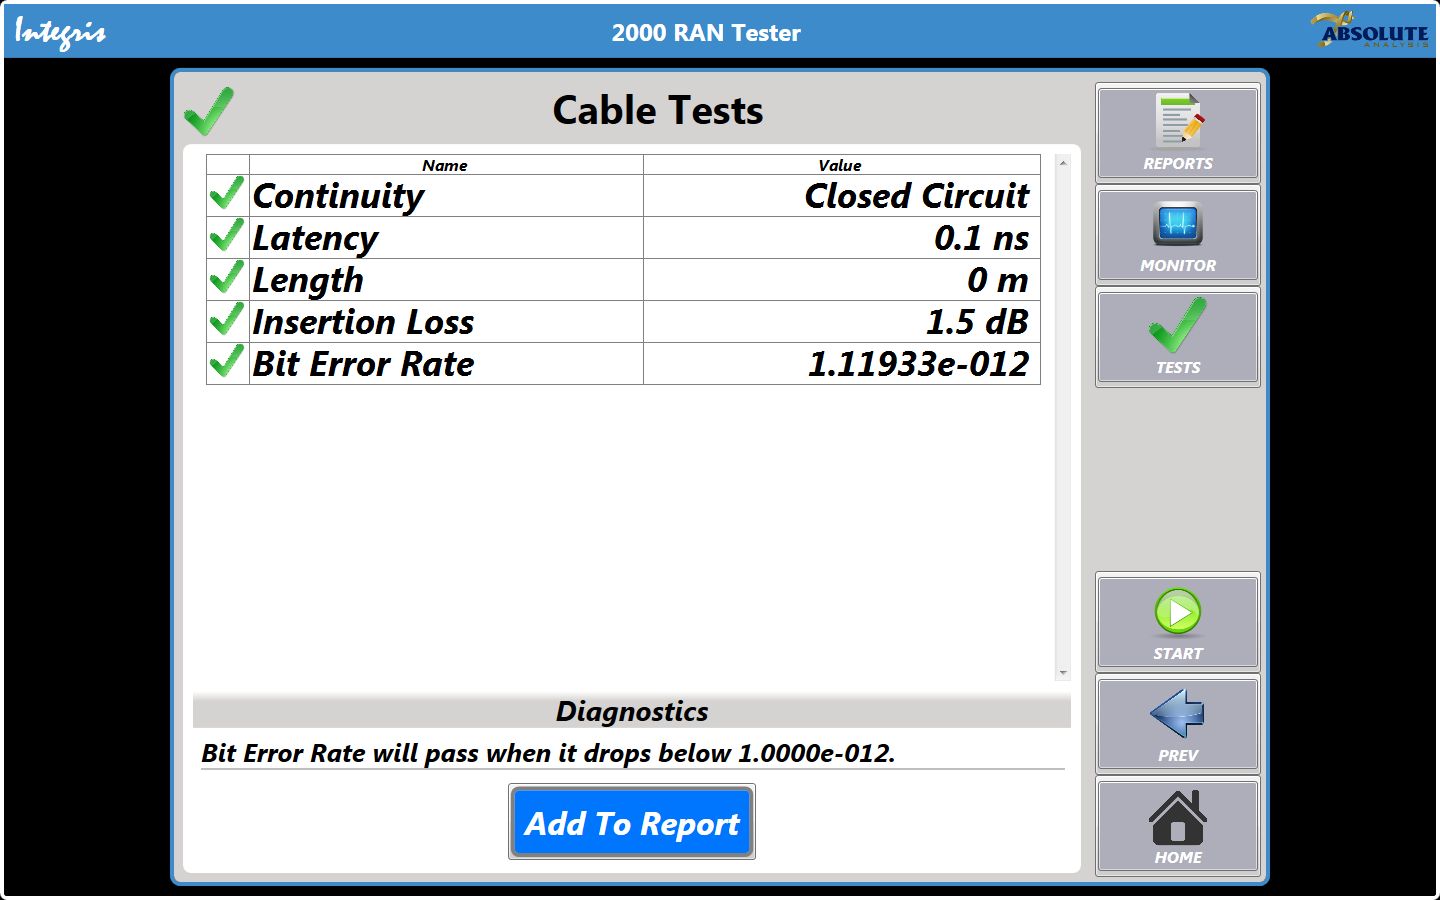 Integris
2000 RAN Tester
ABSOLUTE
ANALYSIS
Cable Tests
Name Value
Continuity Closed Circuit
Latency 0.1 ns
Length 0 m
Insertion Loss 1.5 dB
Bit Error Rate 1.11933e-012
Diagnostics
Bit Error Rate will pass when it drops below 1.0000e-012.
Add To Report
REPORTS
MONITOR
TESTS
START
PREV
HOME